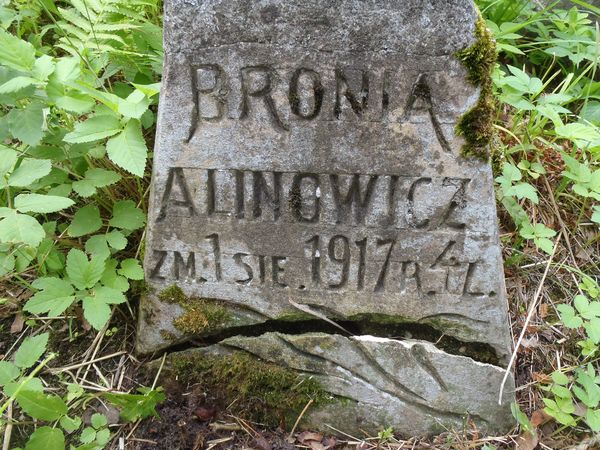 BRONIA
ALINOWICZ
ZM. 1 SIE. 1917 R. 4. Ł.